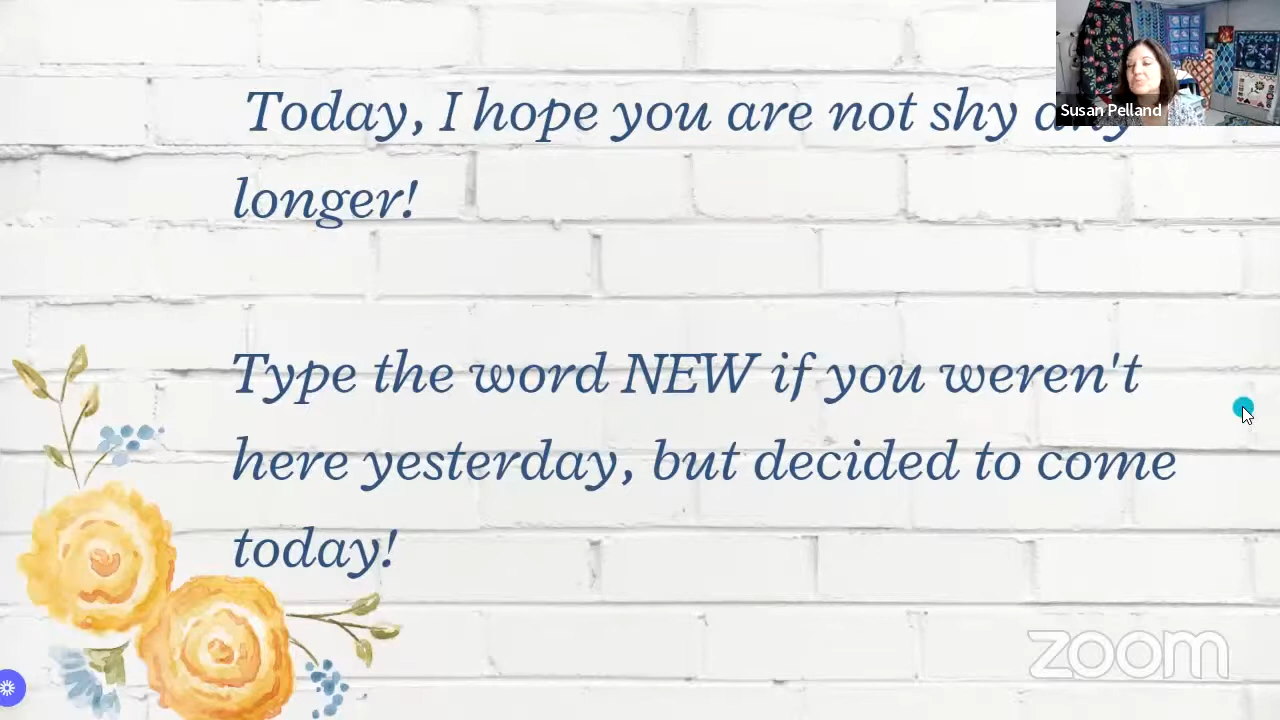 Today, I hope you are not shy any
longer!
Susan Pelland
Type the word NEW if you weren't
here yesterday, but decided to come
today!
zoom